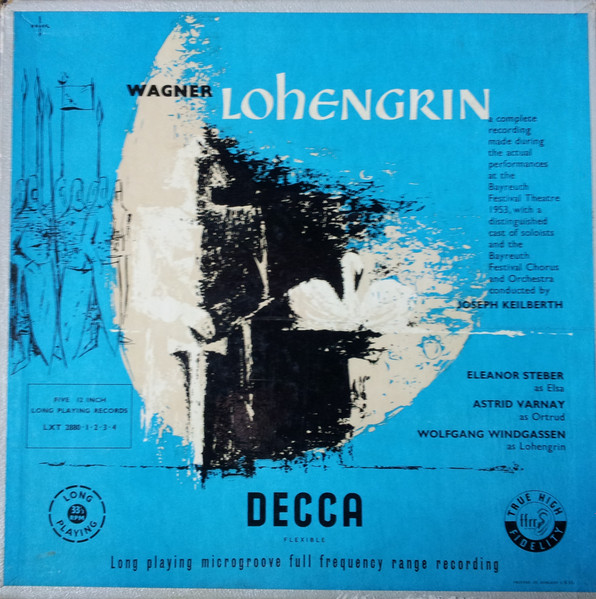 WAGNER LOHENGRIN
a complete
recording
made during
the actual
performances
at the
Bayreuth
Festival Theatre
1953, with a
distinguished
cast of soloists
and the
Bayreuth
Festival Chorus
and Orchestra
conducted by
JOSEPH KEILBERTH
ELEANOR STEBER
as Elsa
ASTRID VARNAY
as Ortrud
WOLFGANG WINDGASSEN
as Lohengrin
FIVE 12 INCH
LONG PLAYING RECORDS
LXT 2880·1·2·3·4
LONG
33⅓
RPM
PLAYING
DECCA
FLEXIBLE
TRUE HIGH
ffrr
FIDELITY
Long playing microgroove full frequency range recording